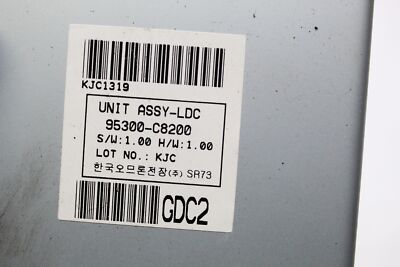 KJC1319
UNIT ASSY-LDC
95300-C8200
S/W:1.00 H/W:1.00
LOT NO.: KJC
한국오므론전장(주) SR73
GDC2